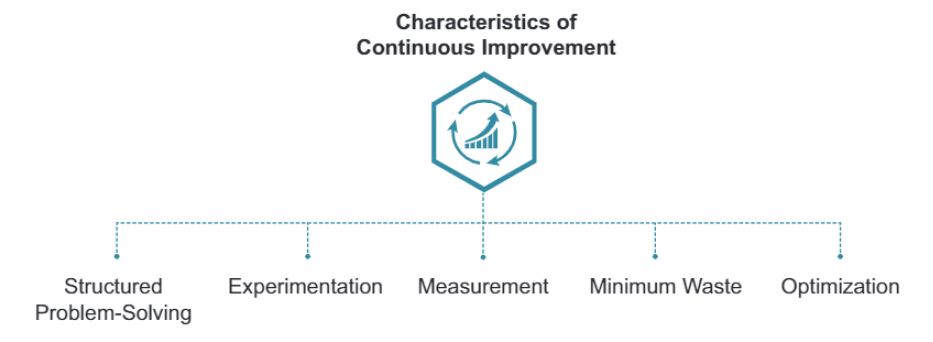 Characteristics of
Continuous Improvement
Structured
Problem-Solving
Experimentation
Measurement
Minimum Waste
Optimization